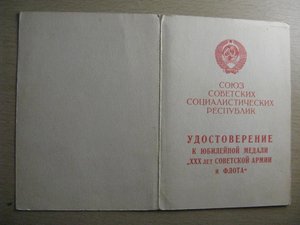 СОЮЗ
СОВЕТСКИХ
СОЦИАЛИСТИЧЕСКИХ
РЕСПУБЛИК
УДОСТОВЕРЕНИЕ
К ЮБИЛЕЙНОЙ МЕДАЛИ
„XXX ЛЕТ СОВЕТСКОЙ АРМИИ
И ФЛОТА“